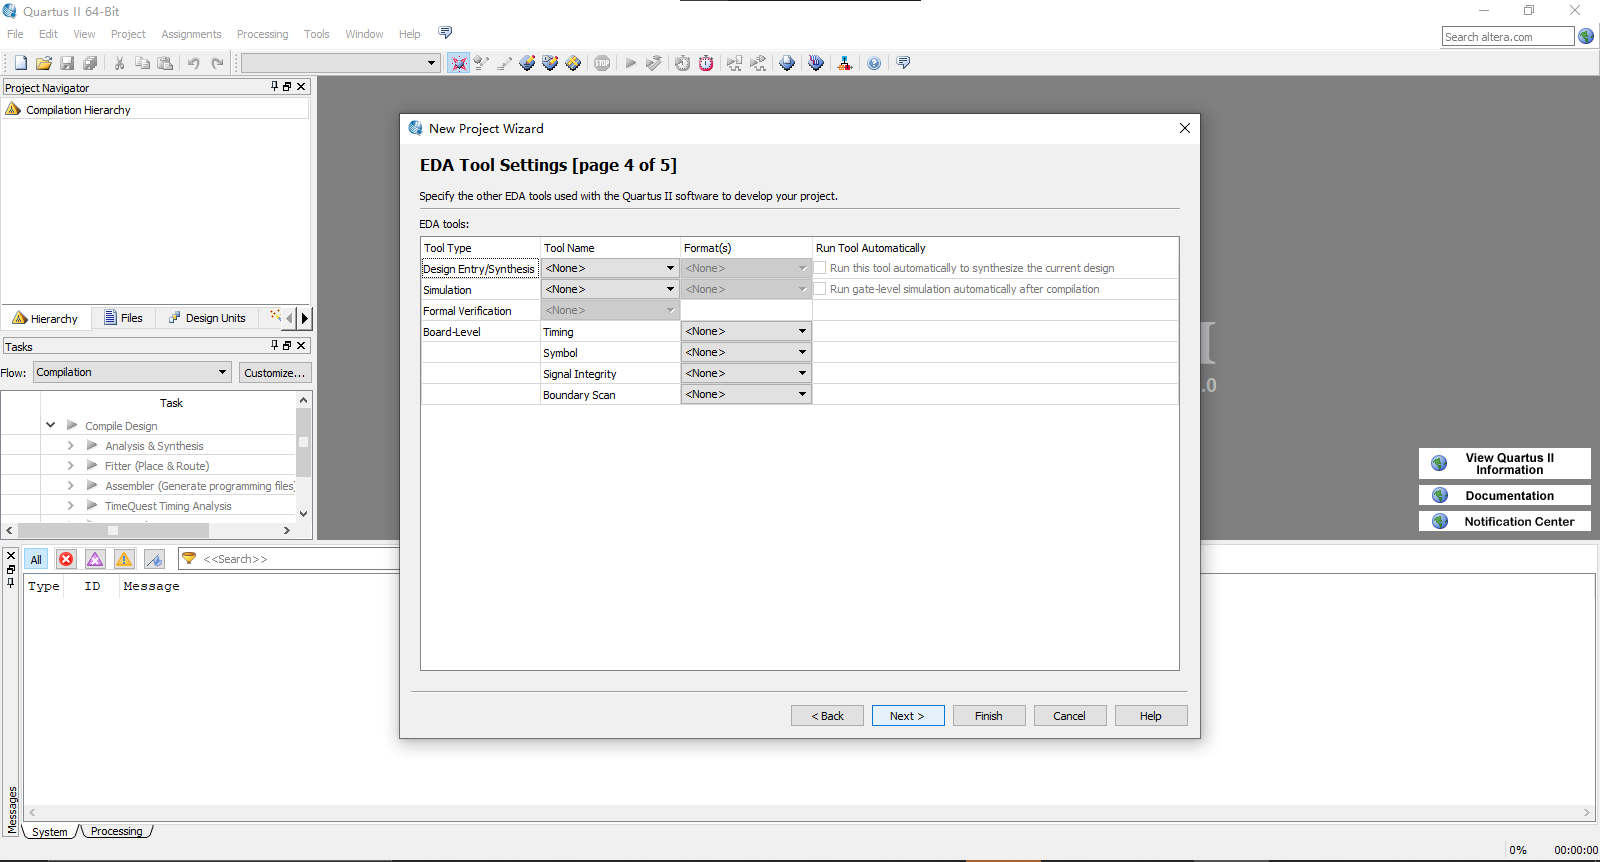 Quartus II 64-Bit
File Edit View Project Assignments Processing Tools Window Help
Search altera.com
STOP
Project Navigator
Compilation Hierarchy
Hierarchy Files Design Units
Tasks
Flow: Compilation Customize...
Task
Compile Design
Analysis & Synthesis
Fitter (Place & Route)
Assembler (Generate programming files)
TimeQuest Timing Analysis
New Project Wizard
EDA Tool Settings [page 4 of 5]
Specify the other EDA tools used with the Quartus II software to develop your project.
EDA tools:
Tool Type Tool Name Format(s) Run Tool Automatically
Design Entry/Synthesis <None> <None> Run this tool automatically to synthesize the current design
Simulation <None> <None> Run gate-level simulation automatically after compilation
Formal Verification <None>
Board-Level Timing <None>
Symbol <None>
Signal Integrity <None>
Boundary Scan <None>
< Back Next > Finish Cancel Help
I
.0
View Quartus II
Information
Documentation
Notification Center
All <<Search>>
Type ID Message
Messages
System Processing
0% 00:00:00